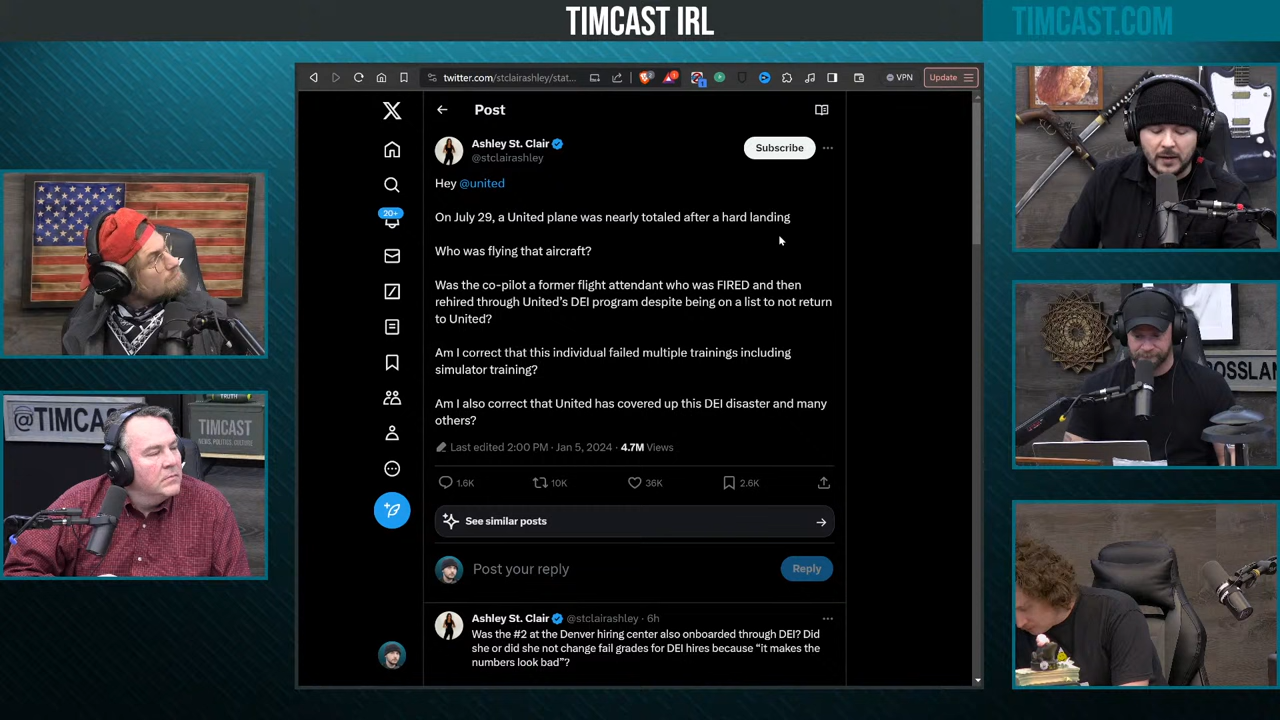 TIMCAST IRL
TIMCAST.COM
twitter.com/stclairashley/stat...
VPN
Update
Post
Ashley St. Clair
@stclairashley
Subscribe
Hey @united
On July 29, a United plane was nearly totaled after a hard landing
Who was flying that aircraft?
Was the co-pilot a former flight attendant who was FIRED and then
rehired through United's DEI program despite being on a list to not return
to United?
Am I correct that this individual failed multiple trainings including
simulator training?
Am I also correct that United has covered up this DEI disaster and many
others?
Last edited 2:00 PM · Jan 5, 2024 · 4.7M Views
1.6K 10K 36K 2.6K
See similar posts
Post your reply
Reply
Ashley St. Clair @stclairashley · 6h
Was the #2 at the Denver hiring center also onboarded through DEI? Did
she or did she not change fail grades for DEI hires because “it makes the
numbers look bad”?
20+
@TIMCAST
TIMCAST
NEWS, POLITICS, CULTURE
TRUTH
ROSSLAN